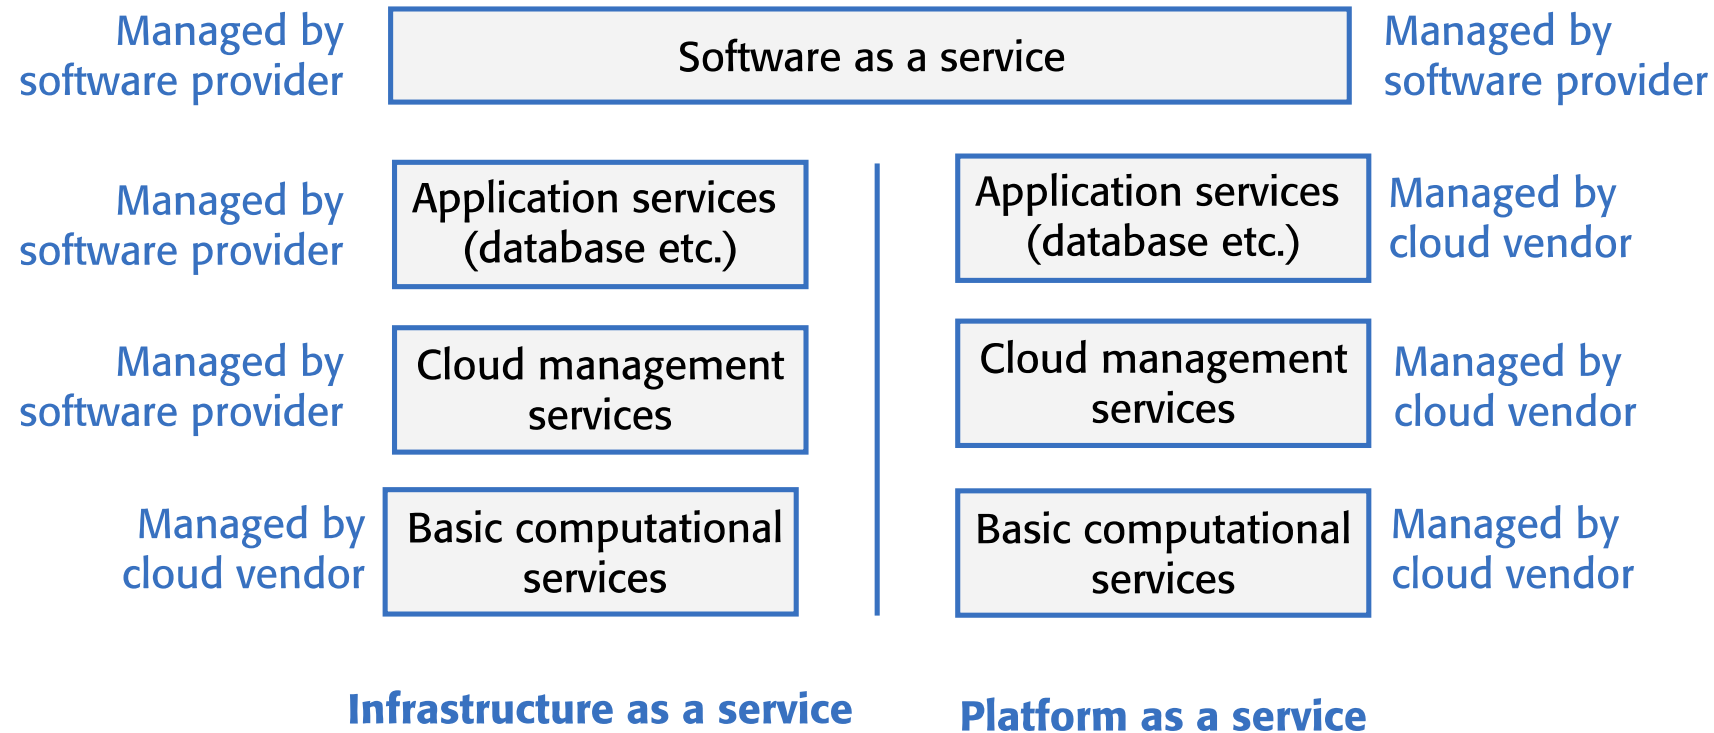 Managed by
software provider
Software as a service
Managed by
software provider
Managed by
software provider
Application services
(database etc.)
Application services
(database etc.)
Managed by
cloud vendor
Managed by
software provider
Cloud management
services
Cloud management
services
Managed by
cloud vendor
Managed by
cloud vendor
Basic computational
services
Basic computational
services
Managed by
cloud vendor
Infrastructure as a service
Platform as a service